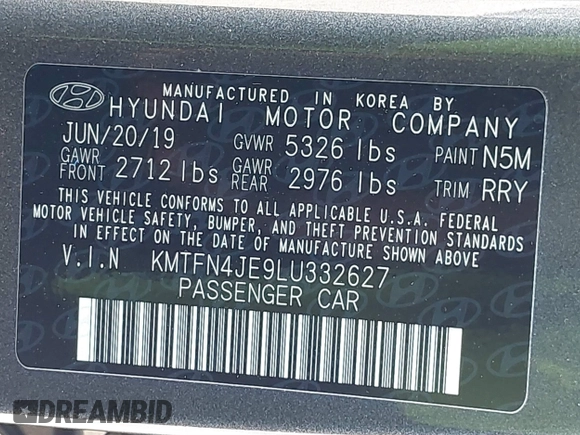 MANUFACTURED IN KOREA BY
HYUNDAI MOTOR COMPANY
JUN/20/19 GVWR 5326 lbs PAINT N5M
GAWR FRONT 2712 lbs GAWR REAR 2976 lbs TRIM RRY
THIS VEHICLE CONFORMS TO ALL APPLICABLE U.S.A. FEDERAL
MOTOR VEHICLE SAFETY, BUMPER, AND THEFT PREVENTION STANDARDS
IN EFFECT ON THE DATE OF MANUFACTURE SHOWN ABOVE.
V.I.N KMTFN4JE9LU332627
PASSENGER CAR
DREAMBID